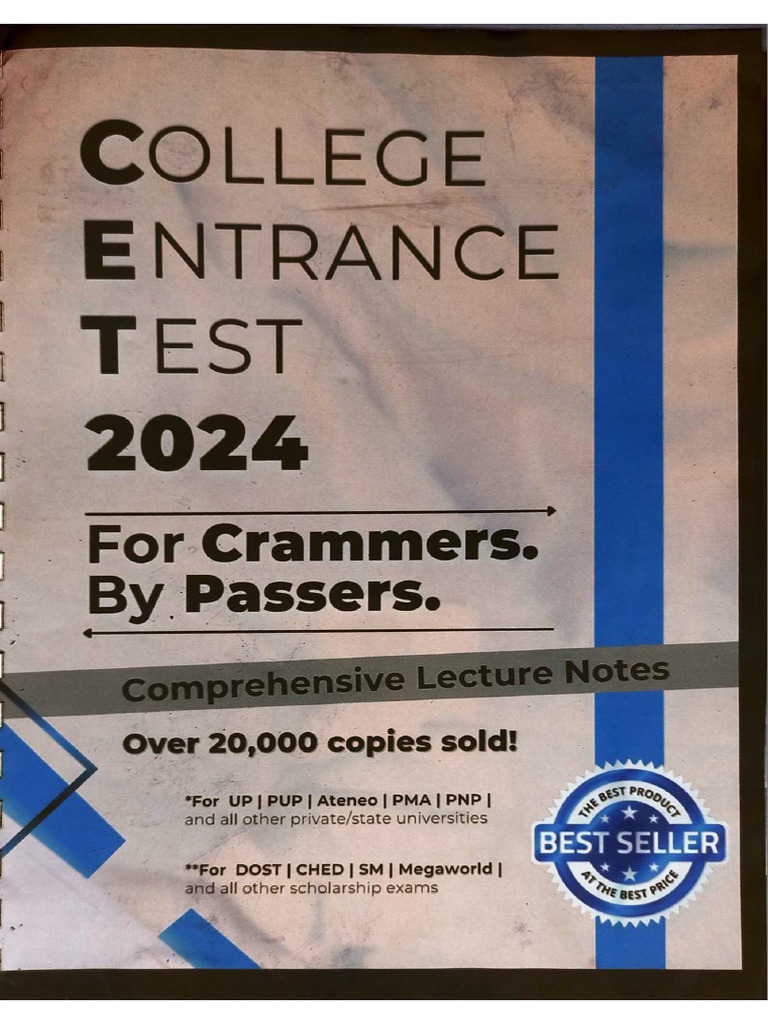 COLLEGE
ENTRANCE
TEST
2024
For Crammers.
By Passers.
Comprehensive Lecture Notes
Over 20,000 copies sold!
*For UP | PUP | Ateneo | PMA | PNP |
and all other private/state universities
**For DOST | CHED | SM | Megaworld |
and all other scholarship exams
THE BEST PRODUCT
BEST SELLER
AT THE BEST PRICE